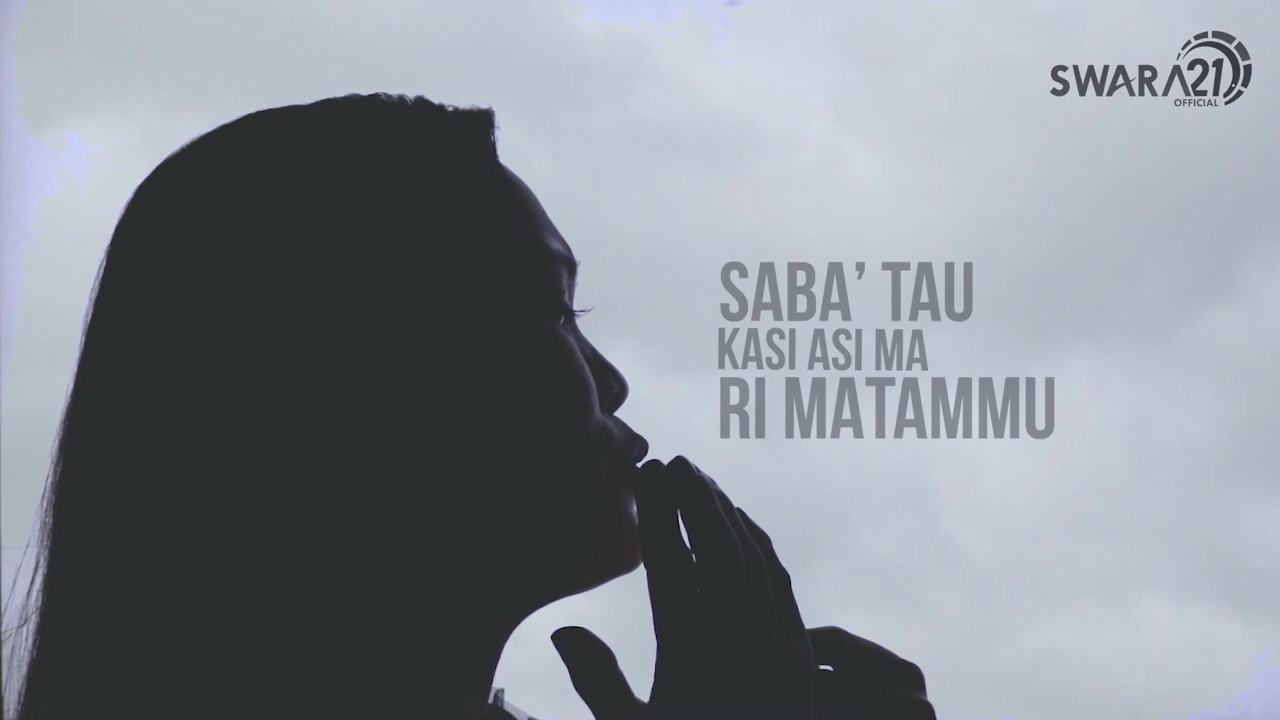 SWARA21
OFFICIAL
SABA’ TAU
KASI ASI MA
RI MATAMMU